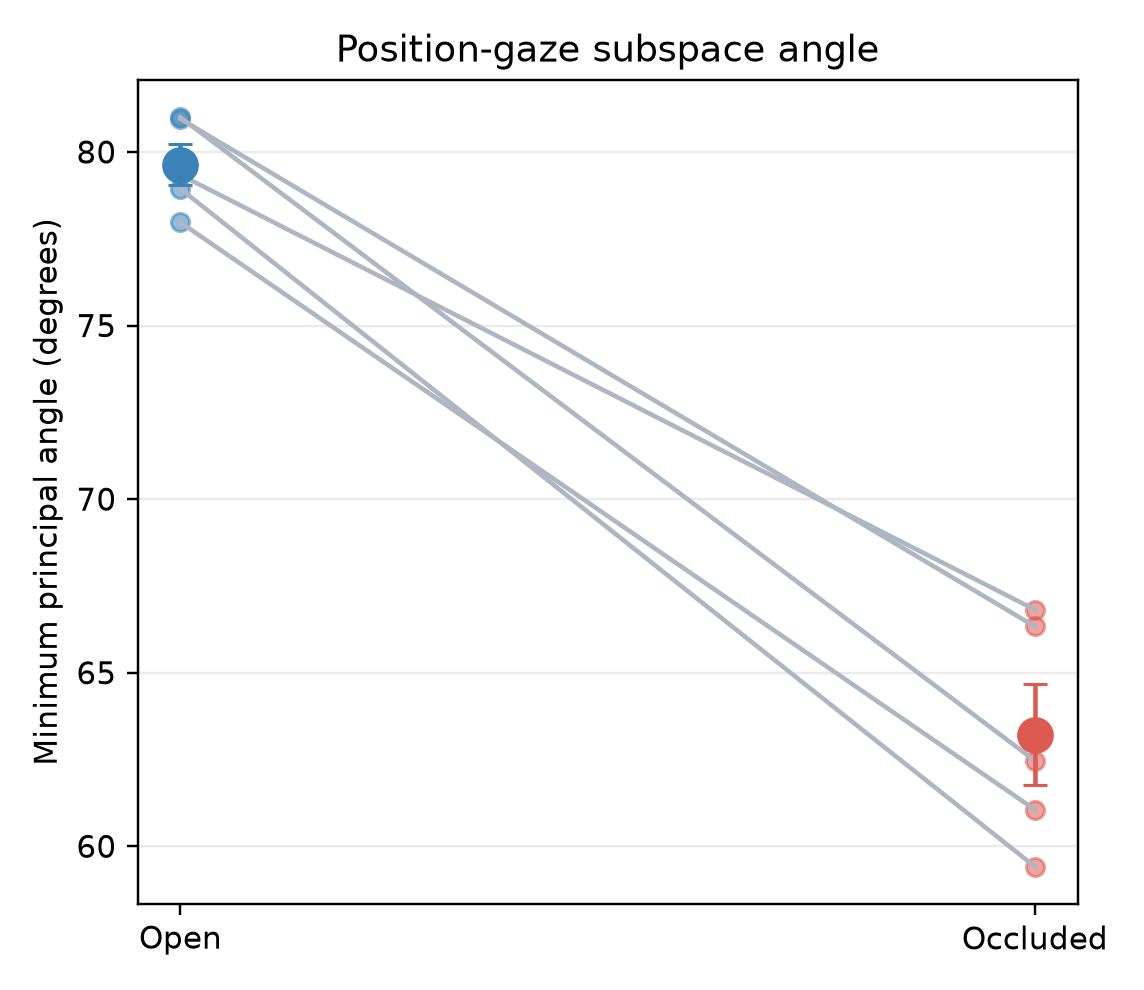 Position-gaze subspace angle
Minimum principal angle (degrees)
80
75
70
65
60
Open
Occluded